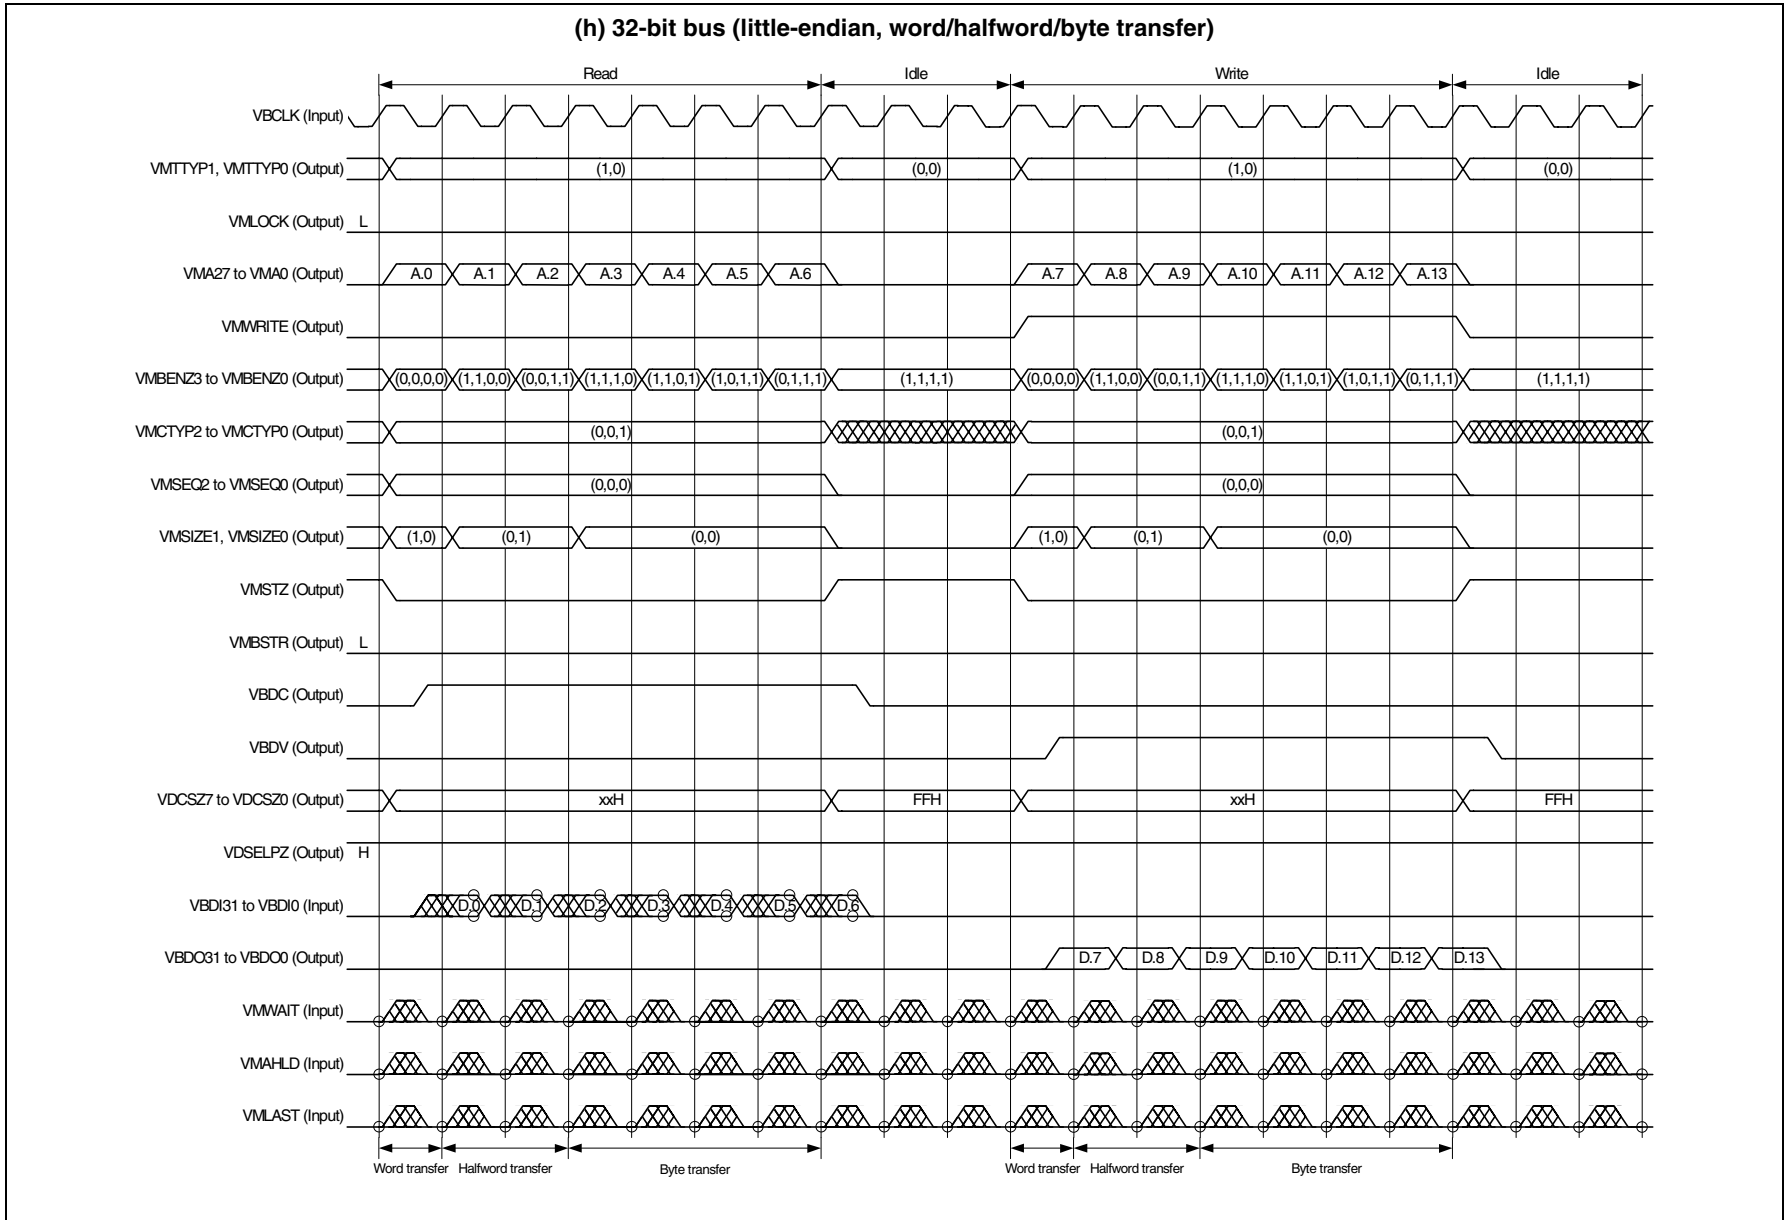 (h) 32-bit bus (little-endian, word/halfword/byte transfer)
Read Idle Write Idle
VBCLK (Input)
VMTTYP1, VMTTYP0 (Output) (1,0) (0,0) (1,0) (0,0)
VMLOCK (Output) L
VMA27 to VMA0 (Output) A.0 A.1 A.2 A.3 A.4 A.5 A.6 A.7 A.8 A.9 A.10 A.11 A.12 A.13
VMWRITE (Output)
VMBENZ3 to VMBENZ0 (Output) (0,0,0,0) (1,1,0,0) (0,0,1,1) (1,1,1,0) (1,1,0,1) (1,0,1,1) (0,1,1,1) (1,1,1,1) (0,0,0,0) (1,1,0,0) (0,0,1,1) (1,1,1,0) (1,1,0,1) (1,0,1,1) (0,1,1,1) (1,1,1,1)
VMCTYP2 to VMCTYP0 (Output) (0,0,1) (0,0,1)
VMSEQ2 to VMSEQ0 (Output) (0,0,0) (0,0,0)
VMSIZE1, VMSIZE0 (Output) (1,0) (0,1) (0,0) (1,0) (0,1) (0,0)
VMSTZ (Output)
VMBSTR (Output) L
VBDC (Output)
VBDV (Output)
VDCSZ7 to VDCSZ0 (Output) xxH FFH xxH FFH
VDSELPZ (Output) H
VBDI31 to VBDI0 (Input) D.0 D.1 D.2 D.3 D.4 D.5 D.6
VBDO31 to VBDO0 (Output) D.7 D.8 D.9 D.10 D.11 D.12 D.13
VMWAIT (Input)
VMAHLD (Input)
VMLAST (Input)
Word transfer Halfword transfer Byte transfer Word transfer Halfword transfer Byte transfer